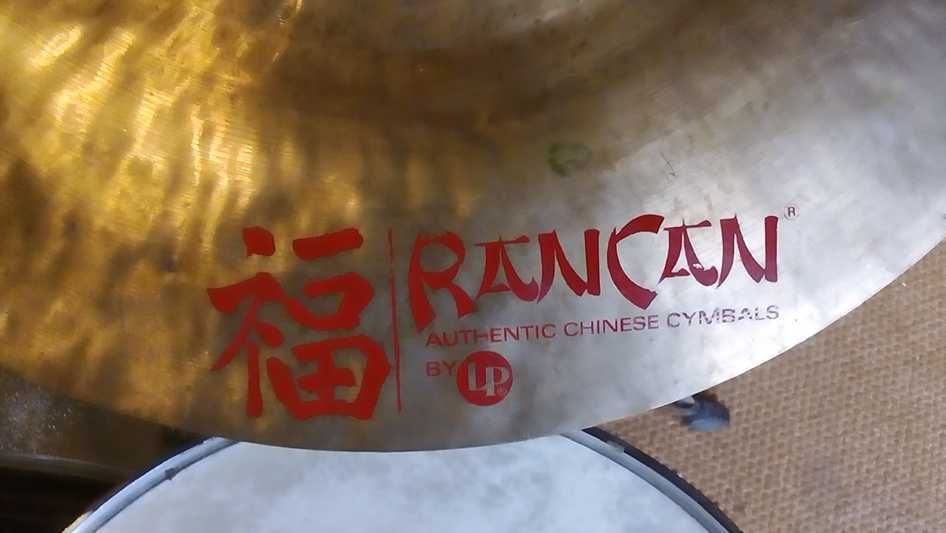 福
RANCAN ®
AUTHENTIC CHINESE CYMBALS
BY LP